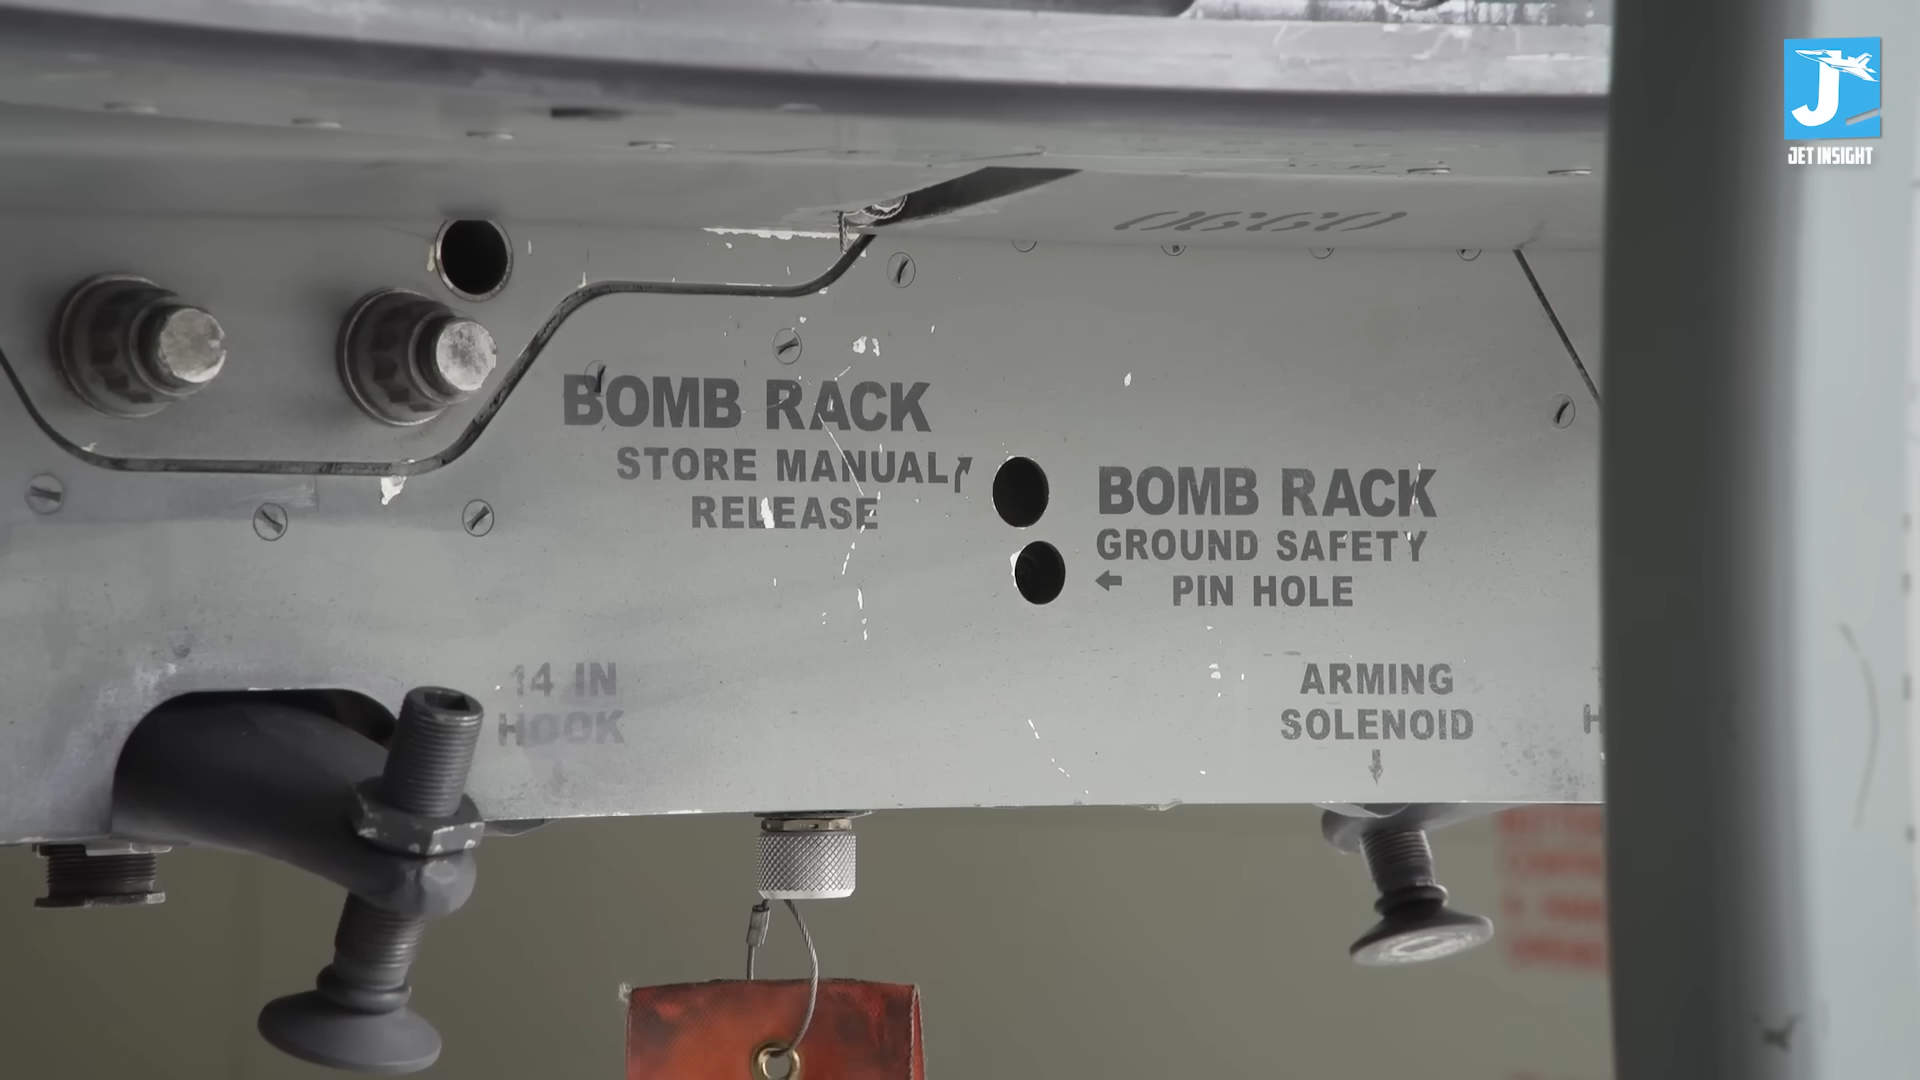 JET INSIGHT
BOMB RACK
STORE MANUAL
RELEASE
BOMB RACK
GROUND SAFETY
PIN HOLE
14 IN
HOOK
ARMING
SOLENOID